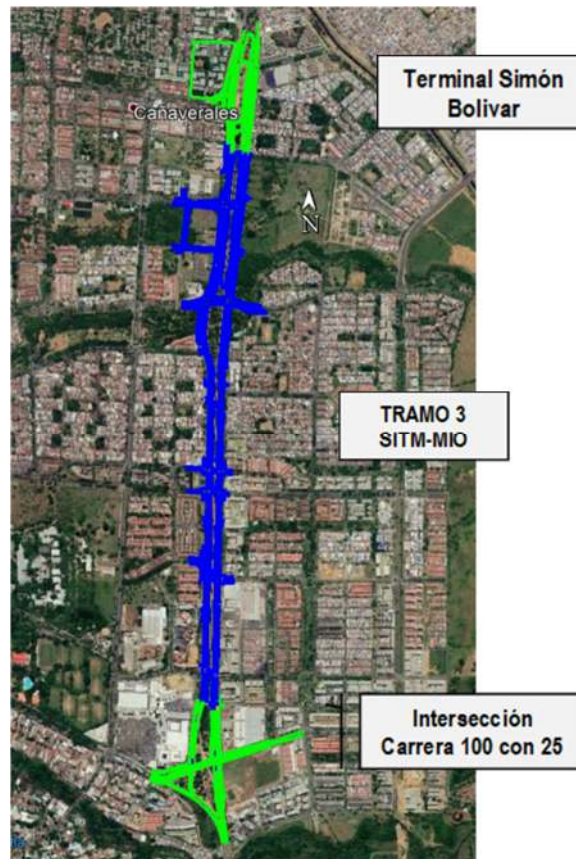 Terminal Simón
Bolivar
Cañaverales
N
TRAMO 3
SITM-MIO
Intersección
Carrera 100 con 25